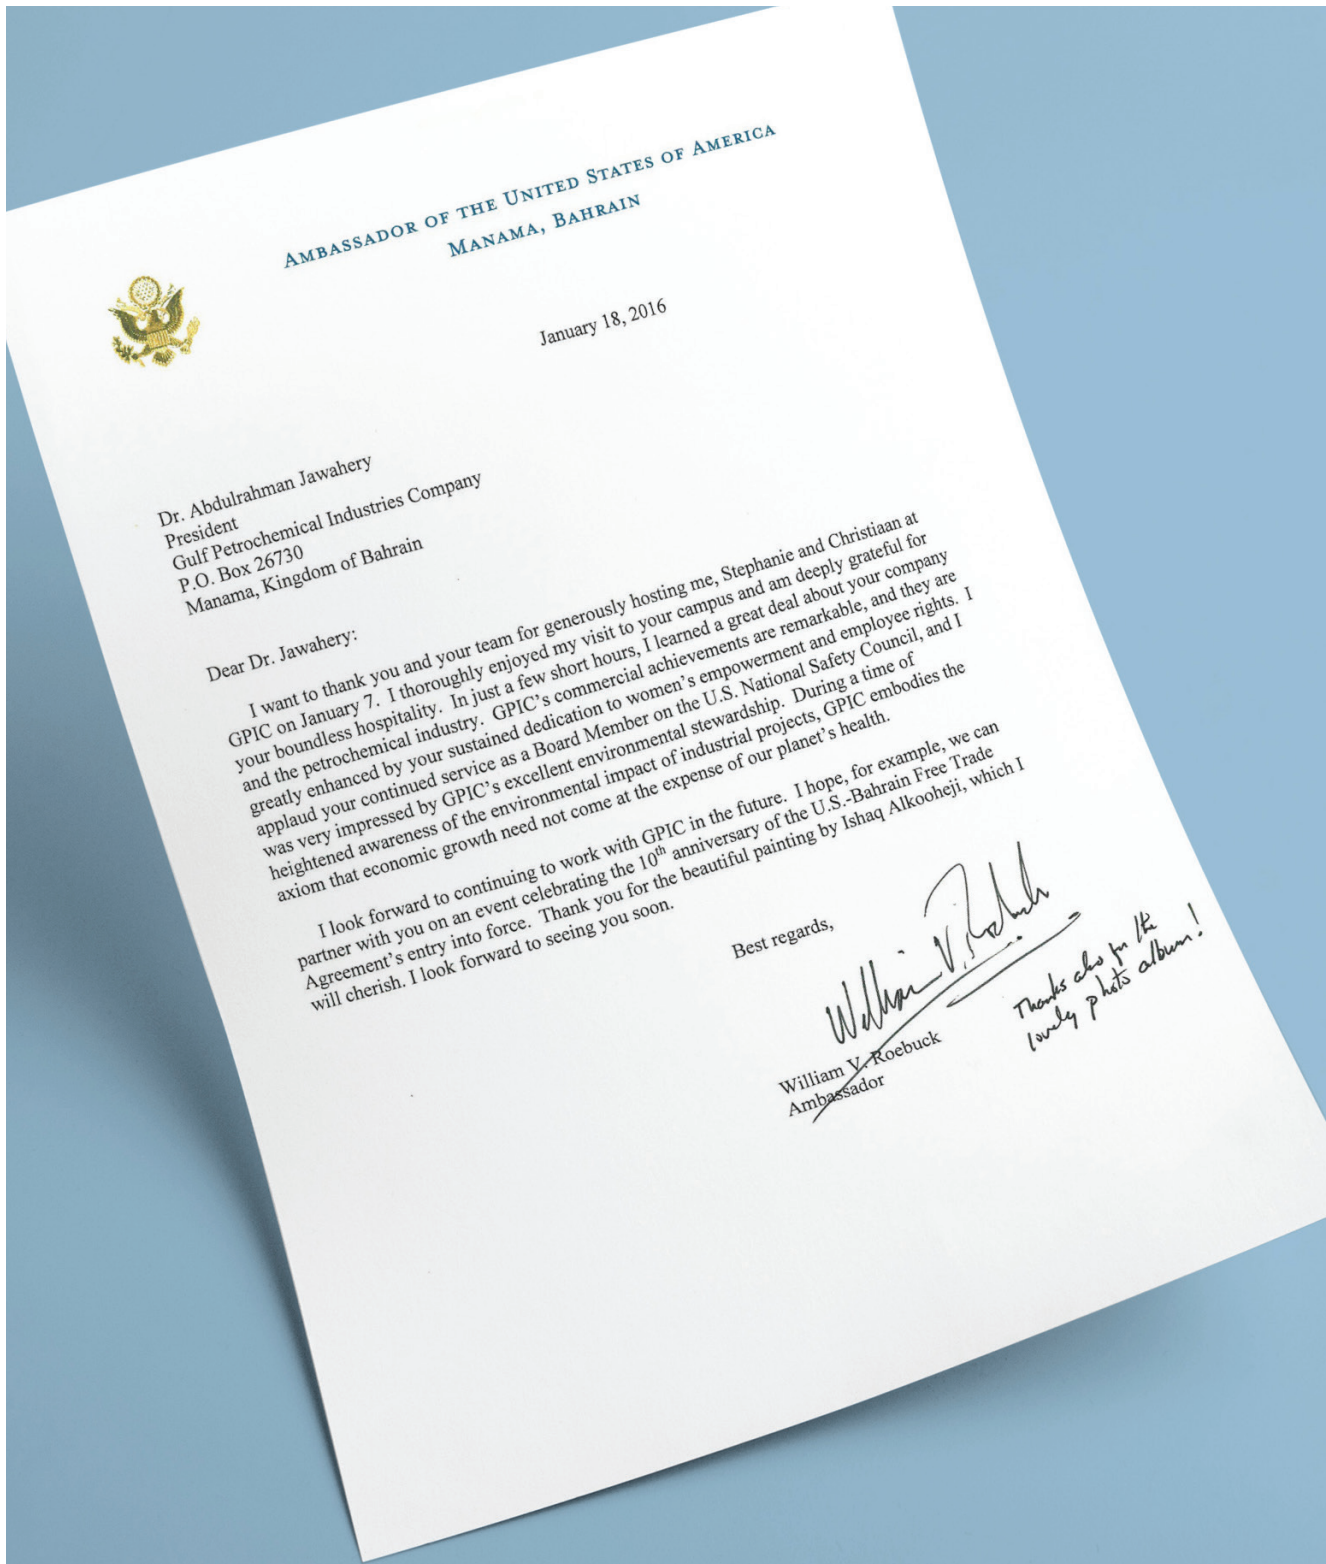 AMBASSADOR OF THE UNITED STATES OF AMERICA
MANAMA, BAHRAIN
January 18, 2016
Dr. Abdulrahman Jawahery
President
Gulf Petrochemical Industries Company
P.O. Box 26730
Manama, Kingdom of Bahrain
Dear Dr. Jawahery:
I want to thank you and your team for generously hosting me, Stephanie and Christiaan at
GPIC on January 7. I thoroughly enjoyed my visit to your campus and am deeply grateful for
your boundless hospitality. In just a few short hours, I learned a great deal about your company
and the petrochemical industry. GPIC's commercial achievements are remarkable, and they are
greatly enhanced by your sustained dedication to women's empowerment and employee rights. I
applaud your continued service as a Board Member on the U.S. National Safety Council, and I
was very impressed by GPIC's excellent environmental stewardship. During a time of
heightened awareness of the environmental impact of industrial projects, GPIC embodies the
axiom that economic growth need not come at the expense of our planet's health.
I look forward to continuing to work with GPIC in the future. I hope, for example, we can
partner with you on an event celebrating the 10th anniversary of the U.S.-Bahrain Free Trade
Agreement's entry into force. Thank you for the beautiful painting by Ishaq Alkooheji, which I
will cherish. I look forward to seeing you soon.
Best regards,
William V. Roebuck
William V. Roebuck
Ambassador
Thanks also for the
lovely photo album!